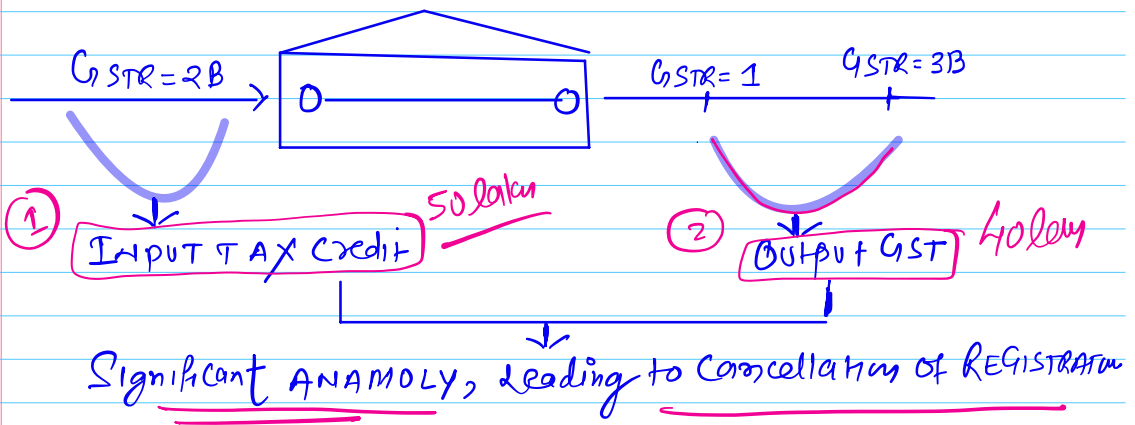 GSTR=2B
GSTR=1
GSTR=3B
1
INPUT TAX Credit
50 lakh
2
OUtPUt GST
40
Significant ANAMOLY, Leading to Cancellation of REGISTRATION